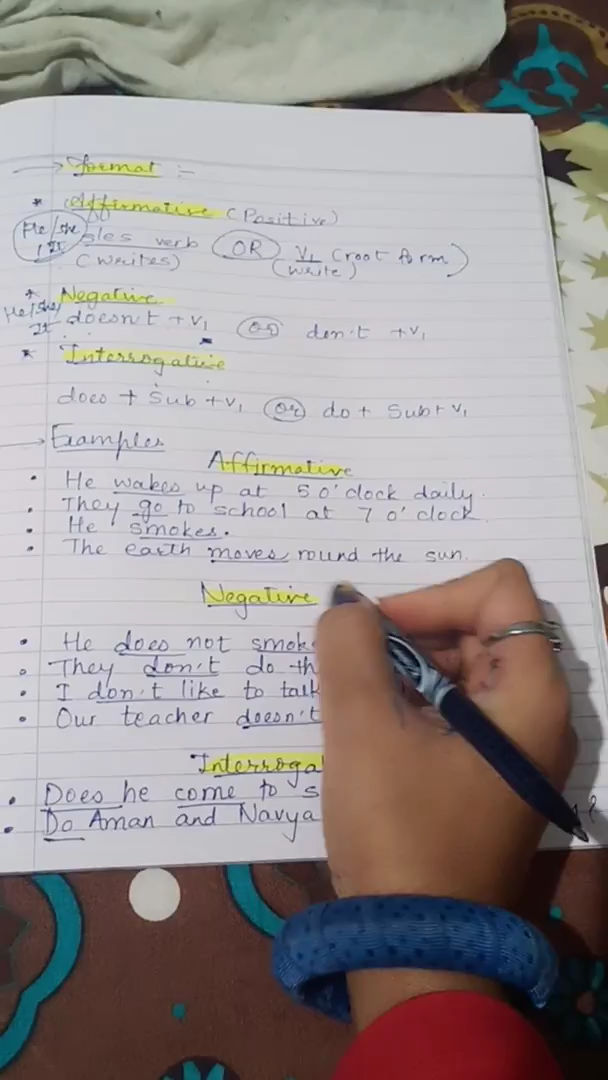 → Format :-
* Affirmative (Positive)
He/She/It s/es verb OR V1 (root form)
(writes) (write)
* Negative
He/She/It doesn't + V1 or don't + V1
* Interrogative
does + Sub + V1 or do + Sub + V1
→ Examples
Affirmative
• He wakes up at 5 o'clock daily.
• They go to school at 7 o'clock
• He smokes.
• The earth moves round the sun.
Negative
• He does not smoke
• They don't do th
• I don't like to talk
• Our teacher doesn't
Interroga
• Does he come to s
• Do Aman and Navya